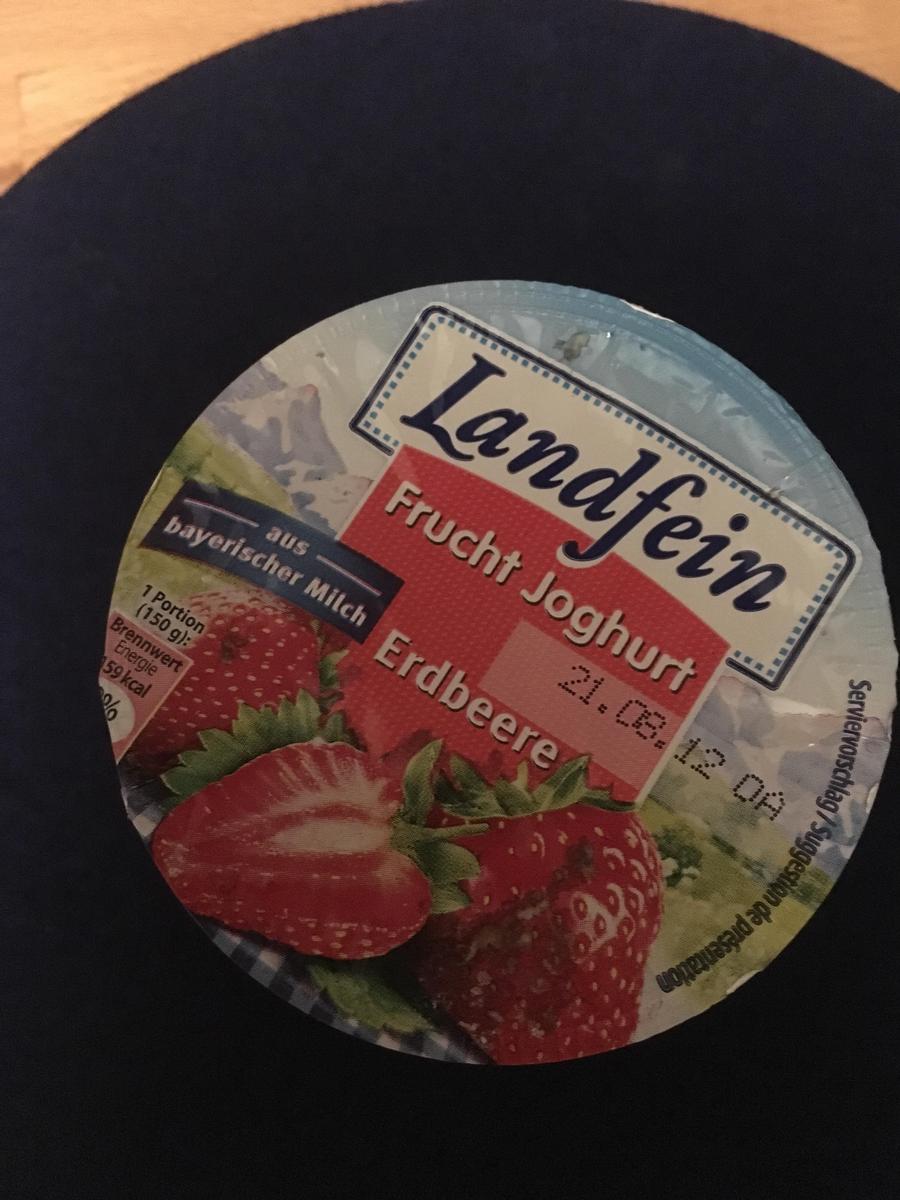 Landfein
Frucht Joghurt
Erdbeere
aus
bayerischer Milch
21.08. 12 0A
1 Portion
(150 g):
Brennwert
Energie
159 kcal
%
Serviervorschlag / Suggestion de présentation